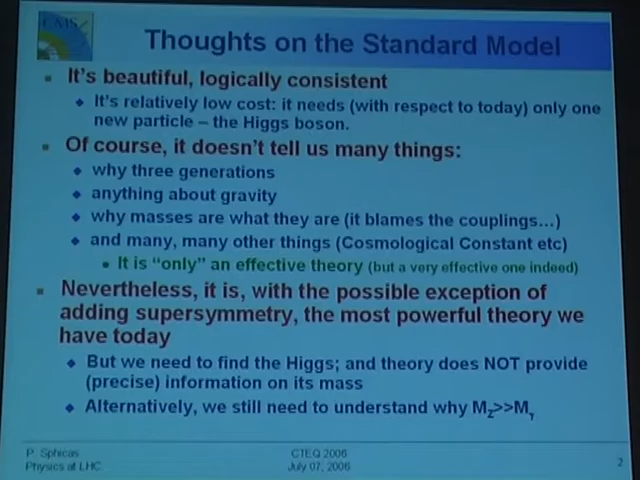 CMS
Thoughts on the Standard Model
It's beautiful, logically consistent
It's relatively low cost: it needs (with respect to today) only one
new particle – the Higgs boson.
Of course, it doesn't tell us many things:
why three generations
anything about gravity
why masses are what they are (it blames the couplings…)
and many, many other things (Cosmological Constant etc)
It is "only" an effective theory (but a very effective one indeed)
Nevertheless, it is, with the possible exception of
adding supersymmetry, the most powerful theory we
have today
But we need to find the Higgs; and theory does NOT provide
(precise) information on its mass
Alternatively, we still need to understand why MZ>>Mγ
P. Sphicas
Physics at LHC
CTEQ 2006
July 07, 2006
2